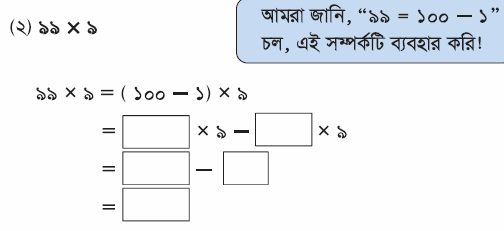 (২) ৯৯ × ৯
আমরা জানি, “৯৯ = ১০০ — ১”
চল, এই সম্পর্কটি ব্যবহার করি!
৯৯ × ৯ = ( ১০০ — ১) × ৯
= × ৯ — × ৯
= —
=